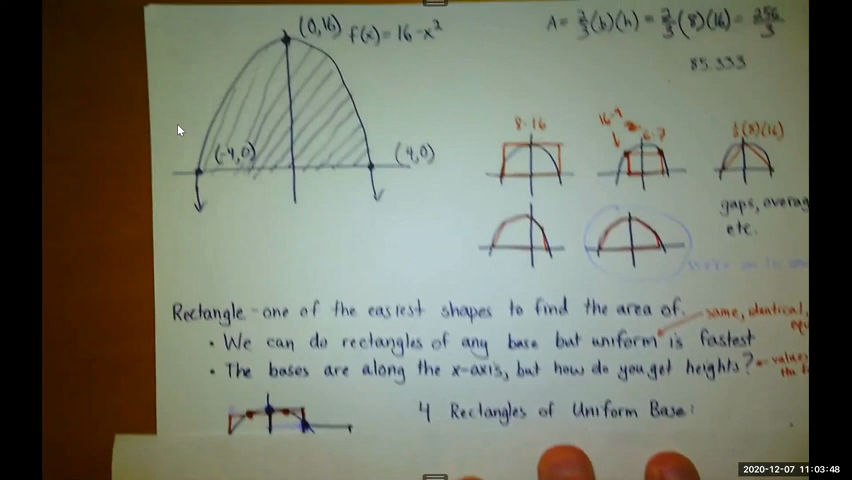 (0,16) f(x) = 16-x²
A = 2/3(b)(h) = 2/3(8)(16) = 256/3
85.333
(-4,0)
(4,0)
8·16
6·7
1/2(8)(16)
gaps, overag
etc.
Rectangle - one of the easiest shapes to find the area of.
same, identical,
• We can do rectangles of any base but uniform is fastest
• The bases are along the x-axis, but how do you get heights?
values
4 Rectangles of Uniform Base:
2020-12-07 11:03:48